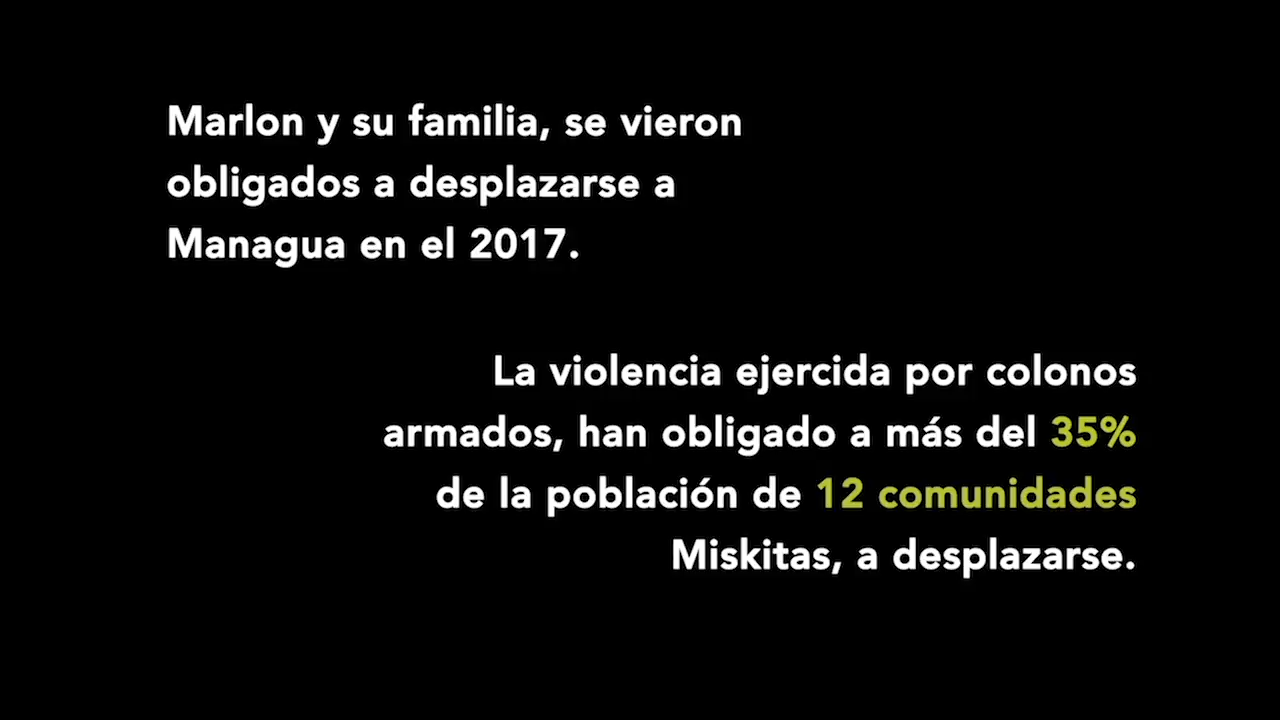 Marlon y su familia, se vieron
obligados a desplazarse a
Managua en el 2017.
La violencia ejercida por colonos
armados, han obligado a más del 35%
de la población de 12 comunidades
Miskitas, a desplazarse.